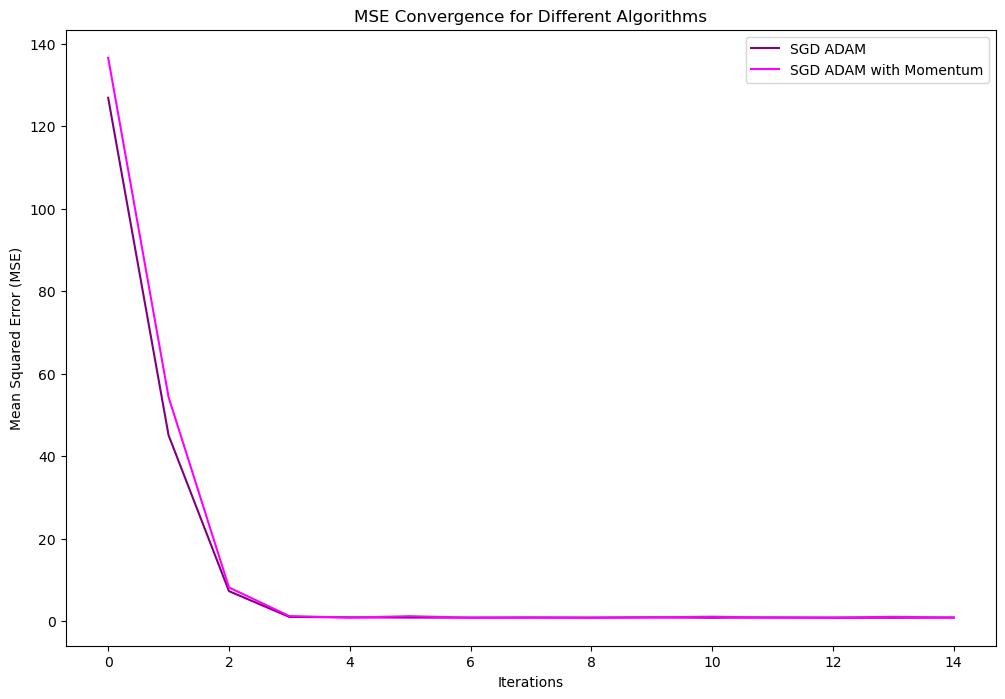 MSE Convergence for Different Algorithms
SGD ADAM
SGD ADAM with Momentum
Mean Squared Error (MSE)
140
120
100
80
60
40
20
0
0 2 4 6 8 10 12 14
Iterations